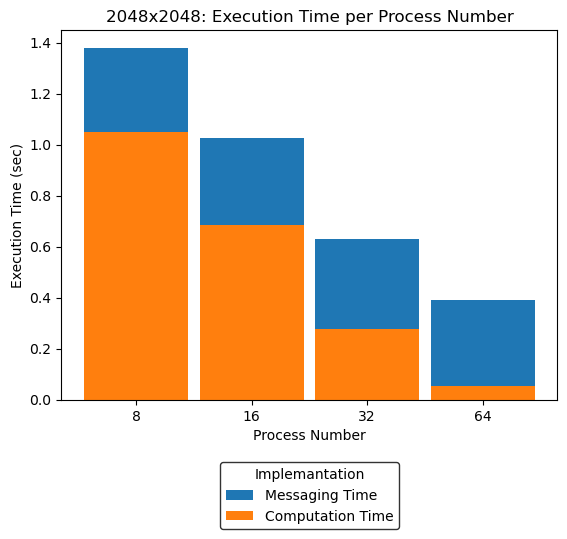 2048x2048: Execution Time per Process Number
Execution Time (sec)
1.4
1.2
1.0
0.8
0.6
0.4
0.2
0.0
8 16 32 64
Process Number
Implemantation
Messaging Time
Computation Time